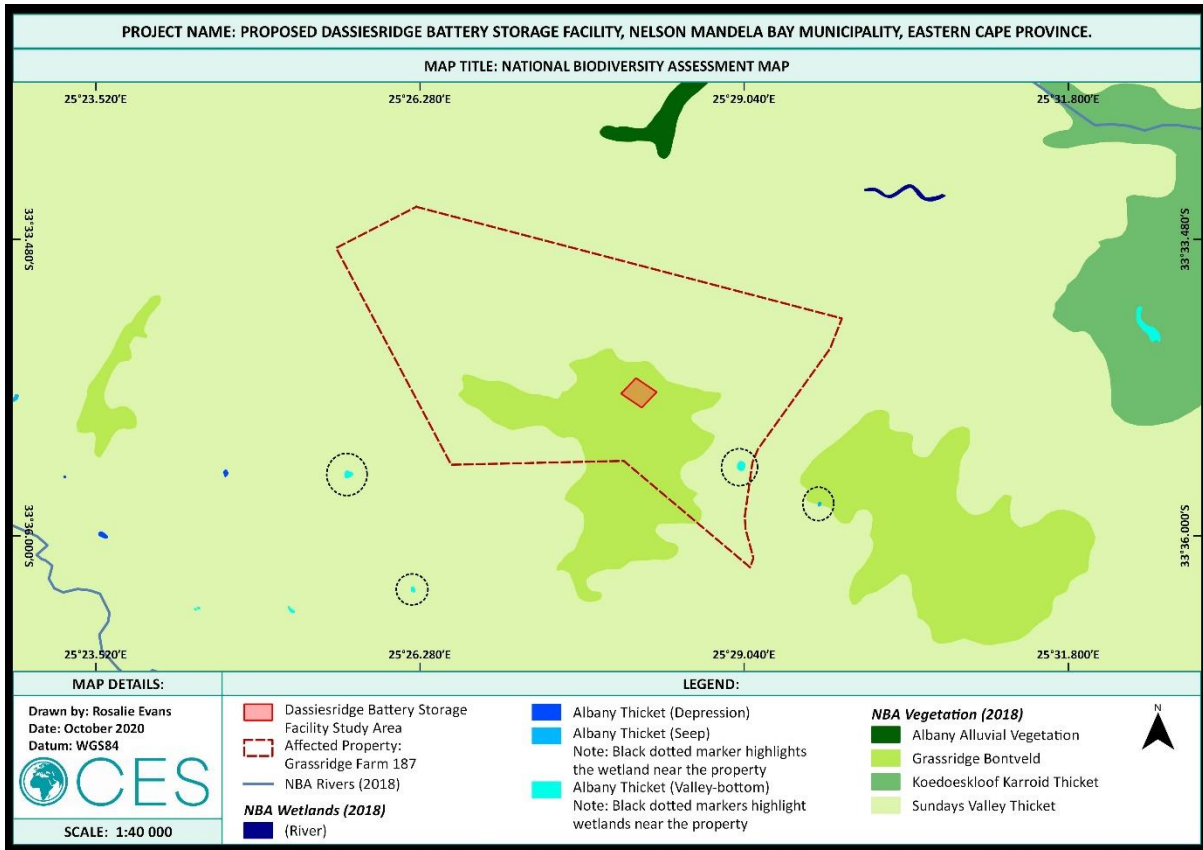 PROJECT NAME: PROPOSED DASSIESRIDGE BATTERY STORAGE FACILITY, NELSON MANDELA BAY MUNICIPALITY, EASTERN CAPE PROVINCE.
MAP TITLE: NATIONAL BIODIVERSITY ASSESSMENT MAP
25°23.520'E
25°26.280'E
25°29.040'E
25°31.800'E
33°33.480'S
33°33.480'S
33°36.000'S
33°36.000'S
25°23.520'E
25°26.280'E
25°29.040'E
25°31.800'E
MAP DETAILS:
Drawn by: Rosalie Evans
Date: October 2020
Datum: WGS84
CES
SCALE: 1:40 000
LEGEND:
Dassiesridge Battery Storage
Facility Study Area
Affected Property:
Grassridge Farm 187
NBA Rivers (2018)
NBA Wetlands (2018)
(River)
Albany Thicket (Depression)
Albany Thicket (Seep)
Note: Black dotted marker highlights
the wetland near the property
Albany Thicket (Valley-bottom)
Note: Black dotted markers highlight
wetlands near the property
NBA Vegetation (2018)
Albany Alluvial Vegetation
Grassridge Bontveld
Koedoeskloof Karroid Thicket
Sundays Valley Thicket
N